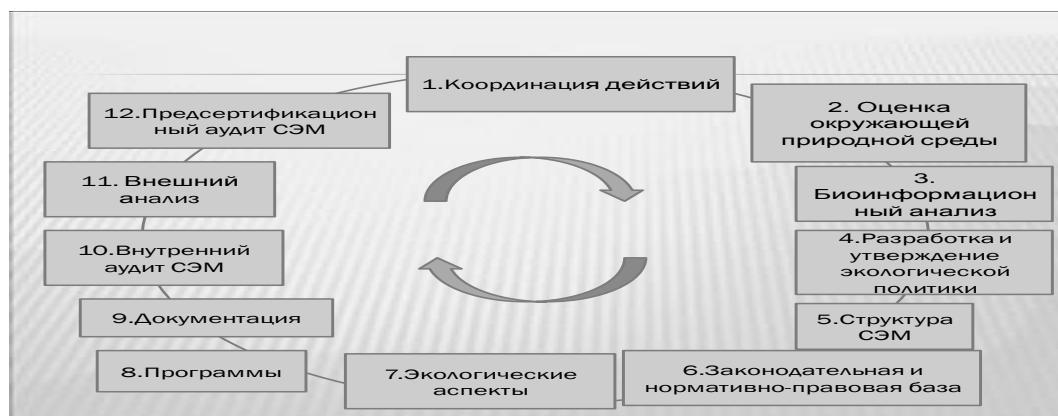 1.Координация действий
2. Оценка
окружающей
природной среды
3.
Биоинформацион
ный анализ
4.Разработка и
утверждение
экологической
политики
5.Структура
СЭМ
6.Законодательная и
нормативно-правовая база
7.Экологические
аспекты
8.Программы
9.Документация
10.Внутренний
аудит СЭМ
11. Внешний
анализ
12.Предсертификацион
ный аудит СЭМ